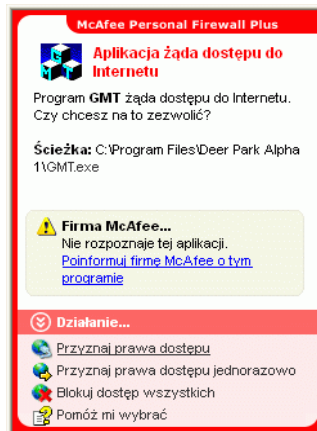 McAfee Personal Firewall Plus
Aplikacja żąda dostępu do
Internetu
Program GMT żąda dostępu do Internetu.
Czy chcesz na to zezwolić?
Ścieżka: C:\Program Files\Deer Park Alpha
1\GMT.exe
Firma McAfee...
Nie rozpoznaje tej aplikacji.
Poinformuj firmę McAfee o tym
programie
Działanie...
Przyznaj prawa dostępu
Przyznaj prawa dostępu jednorazowo
Blokuj dostęp wszystkich
Pomóż mi wybrać